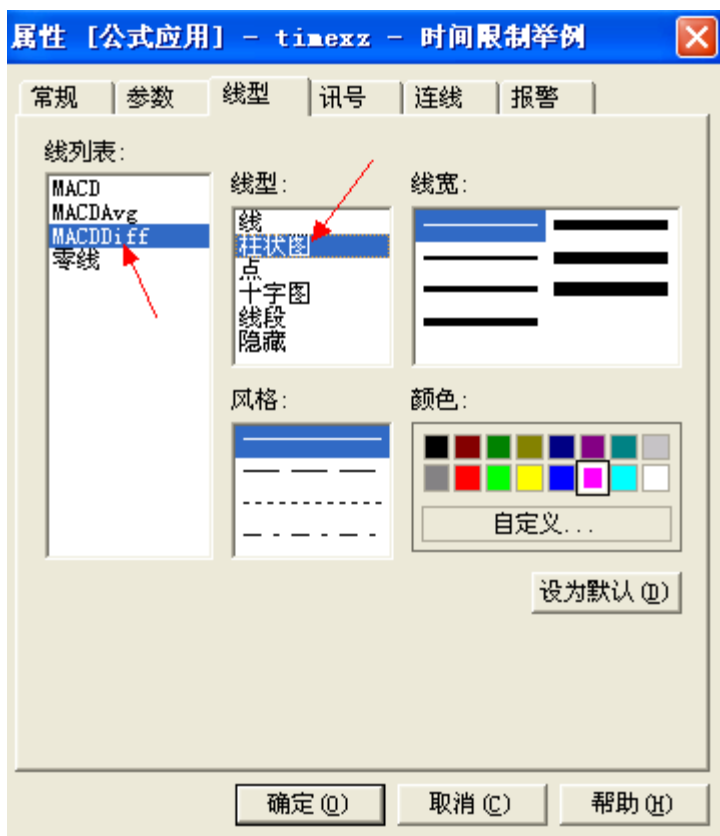 属性 [公式应用] - timexz - 时间限制举例
常规 参数 线型 讯号 连线 报警
线列表:
MACD
MACDAvg
MACDDiff
零线
线型:
线
柱状图
点
十字图
线段
隐藏
线宽:
风格:
颜色:
自定义...
设为默认(D)
确定(O) 取消(C) 帮助(H)